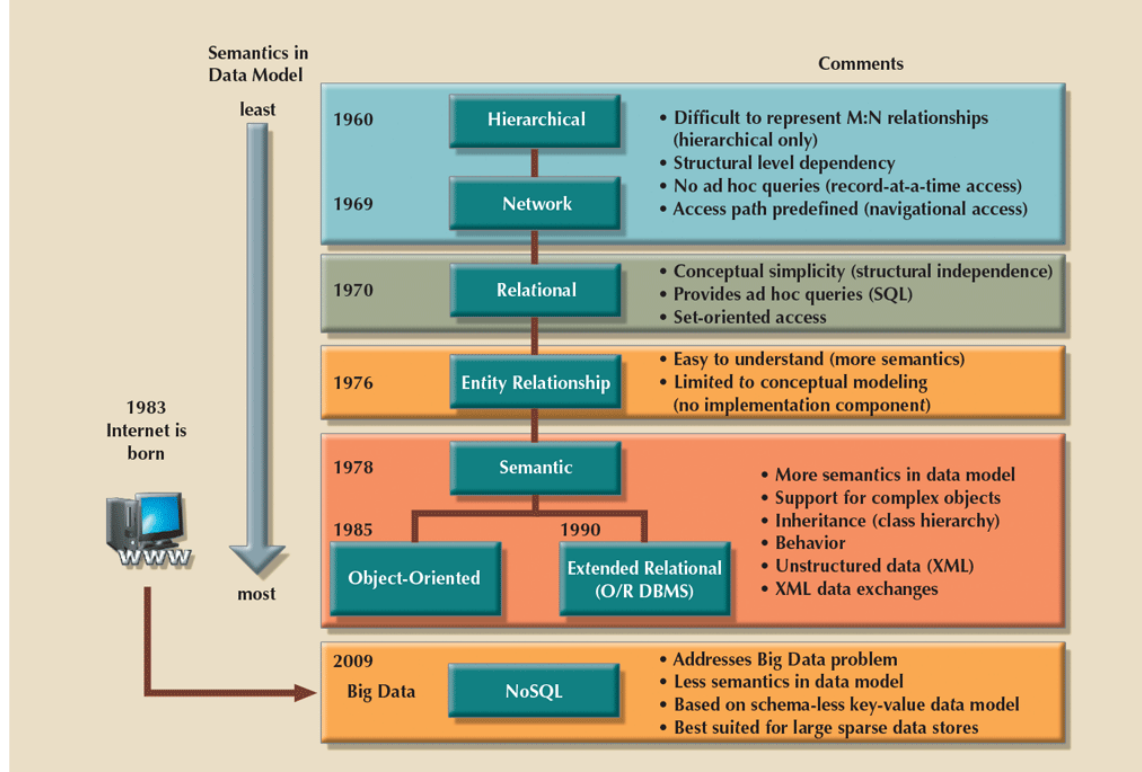 Semantics in
Data Model
least
most
Comments
1960
Hierarchical
1969
Network
• Difficult to represent M:N relationships
(hierarchical only)
• Structural level dependency
• No ad hoc queries (record-at-a-time access)
• Access path predefined (navigational access)
1970
Relational
• Conceptual simplicity (structural independence)
• Provides ad hoc queries (SQL)
• Set-oriented access
1976
Entity Relationship
• Easy to understand (more semantics)
• Limited to conceptual modeling
(no implementation component)
1983
Internet is
born
WWW
1978
Semantic
1985
Object-Oriented
1990
Extended Relational
(O/R DBMS)
• More semantics in data model
• Support for complex objects
• Inheritance (class hierarchy)
• Behavior
• Unstructured data (XML)
• XML data exchanges
2009
Big Data
NoSQL
• Addresses Big Data problem
• Less semantics in data model
• Based on schema-less key-value data model
• Best suited for large sparse data stores